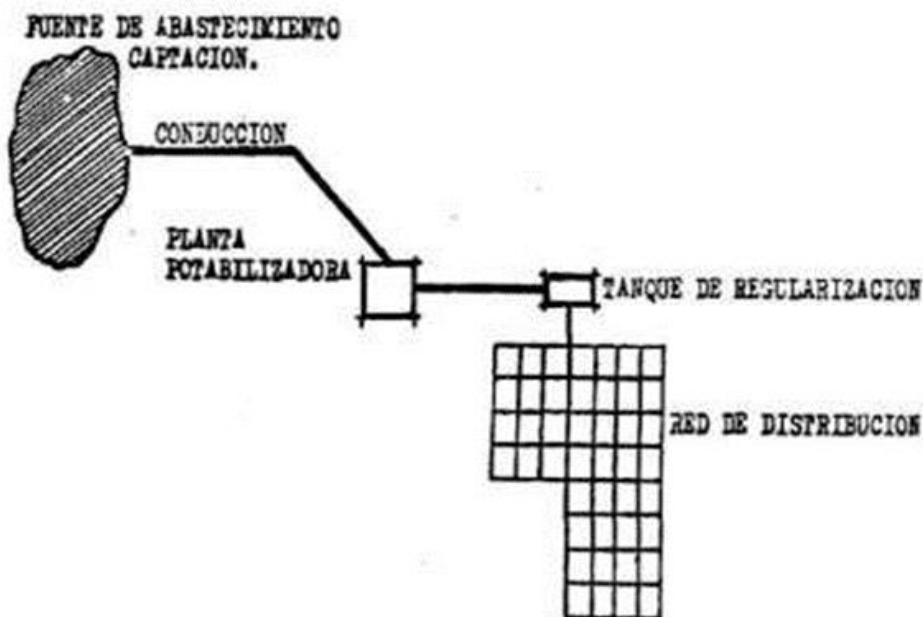 FUENTE DE ABASTECIMIENTO
CAPTACION.
CONDUCCION
PLANTA
POTABILIZADORA
TANQUE DE REGULARIZACION
RED DE DISTRIBUCION